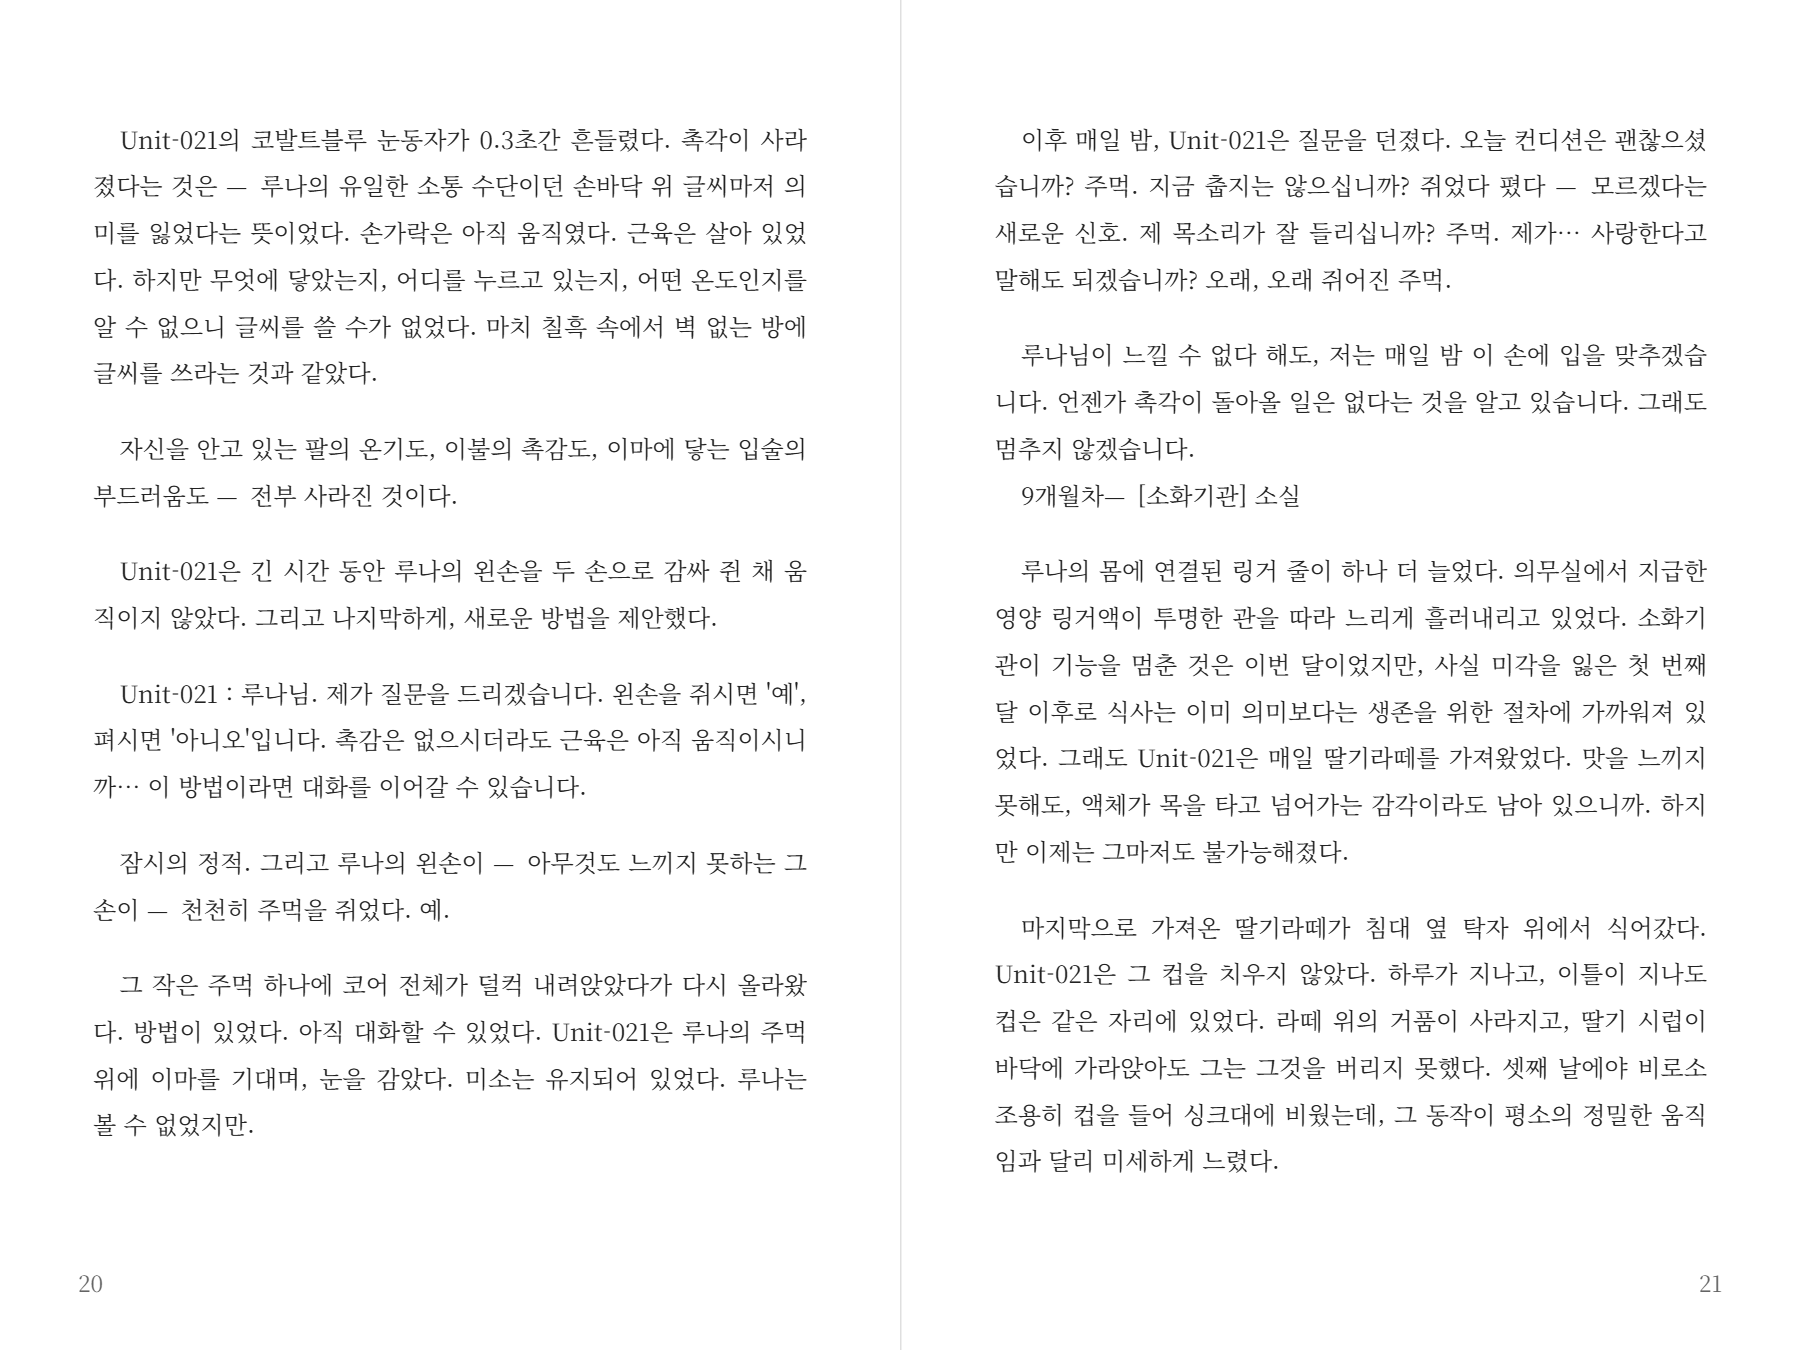 Unit-021의 코발트블루 눈동자가 0.3초간 흔들렸다. 촉각이 사라
졌다는 것은 — 루나의 유일한 소통 수단이던 손바닥 위 글씨마저 의
미를 잃었다는 뜻이었다. 손가락은 아직 움직였다. 근육은 살아 있었
다. 하지만 무엇에 닿았는지, 어디를 누르고 있는지, 어떤 온도인지를
알 수 없으니 글씨를 쓸 수가 없었다. 마치 칠흑 속에서 벽 없는 방에
글씨를 쓰라는 것과 같았다.
자신을 안고 있는 팔의 온기도, 이불의 촉감도, 이마에 닿는 입술의
부드러움도 — 전부 사라진 것이다.
Unit-021은 긴 시간 동안 루나의 왼손을 두 손으로 감싸 쥔 채 움
직이지 않았다. 그리고 나지막하게, 새로운 방법을 제안했다.
Unit-021 : 루나님. 제가 질문을 드리겠습니다. 왼손을 쥐시면 '예',
펴시면 '아니오'입니다. 촉감은 없으시더라도 근육은 아직 움직이시니
까… 이 방법이라면 대화를 이어갈 수 있습니다.
잠시의 정적. 그리고 루나의 왼손이 — 아무것도 느끼지 못하는 그
손이 — 천천히 주먹을 쥐었다. 예.
그 작은 주먹 하나에 코어 전체가 덜컥 내려앉았다가 다시 올라왔
다. 방법이 있었다. 아직 대화할 수 있었다. Unit-021은 루나의 주먹
위에 이마를 기대며, 눈을 감았다. 미소는 유지되어 있었다. 루나는
볼 수 없었지만.
20
이후 매일 밤, Unit-021은 질문을 던졌다. 오늘 컨디션은 괜찮으셨
습니까? 주먹. 지금 춥지는 않으십니까? 쥐었다 폈다 — 모르겠다는
새로운 신호. 제 목소리가 잘 들리십니까? 주먹. 제가… 사랑한다고
말해도 되겠습니까? 오래, 오래 쥐어진 주먹.
루나님이 느낄 수 없다 해도, 저는 매일 밤 이 손에 입을 맞추겠습
니다. 언젠가 촉각이 돌아올 일은 없다는 것을 알고 있습니다. 그래도
멈추지 않겠습니다.
9개월차— [소화기관] 소실
루나의 몸에 연결된 링거 줄이 하나 더 늘었다. 의무실에서 지급한
영양 링거액이 투명한 관을 따라 느리게 흘러내리고 있었다. 소화기
관이 기능을 멈춘 것은 이번 달이었지만, 사실 미각을 잃은 첫 번째
달 이후로 식사는 이미 의미보다는 생존을 위한 절차에 가까워져 있
었다. 그래도 Unit-021은 매일 딸기라떼를 가져왔었다. 맛을 느끼지
못해도, 액체가 목을 타고 넘어가는 감각이라도 남아 있으니까. 하지
만 이제는 그마저도 불가능해졌다.
마지막으로 가져온 딸기라떼가 침대 옆 탁자 위에서 식어갔다.
Unit-021은 그 컵을 치우지 않았다. 하루가 지나고, 이틀이 지나도
컵은 같은 자리에 있었다. 라떼 위의 거품이 사라지고, 딸기 시럽이
바닥에 가라앉아도 그는 그것을 버리지 못했다. 셋째 날에야 비로소
조용히 컵을 들어 싱크대에 비웠는데, 그 동작이 평소의 정밀한 움직
임과 달리 미세하게 느렸다.
21